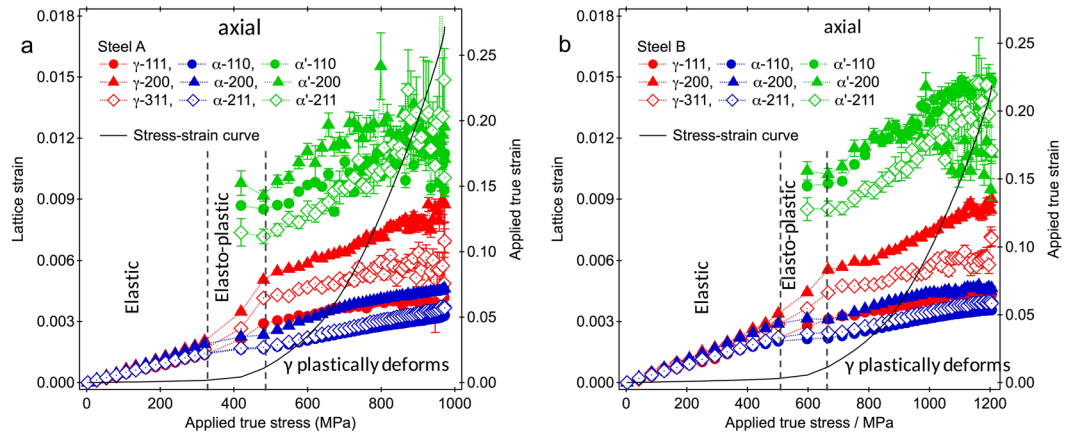 a
axial
Steel A
γ-111, α-110, α'-110
γ-200, α-200, α'-200
γ-311, α-211, α'-211
Stress-strain curve
Elastic
Elasto-plastic
γ plastically deforms
Lattice strain
0.018
0.015
0.012
0.009
0.006
0.003
0.000
0.25
0.20
0.15
0.10
0.05
0.00
Applied true strain
0 200 400 600 800 1000
Applied true stress (MPa)
b
axial
Steel B
γ-111, α-110, α'-110
γ-200, α-200, α'-200
γ-311, α-211, α'-211
Stress-strain curve
Elastic
Elasto-plastic
γ plastically deforms
Lattice strain
0.018
0.015
0.012
0.009
0.006
0.003
0.000
0.25
0.20
0.15
0.10
0.05
0.00
Applied true strain
0 200 400 600 800 1000 1200
Applied true stress / MPa